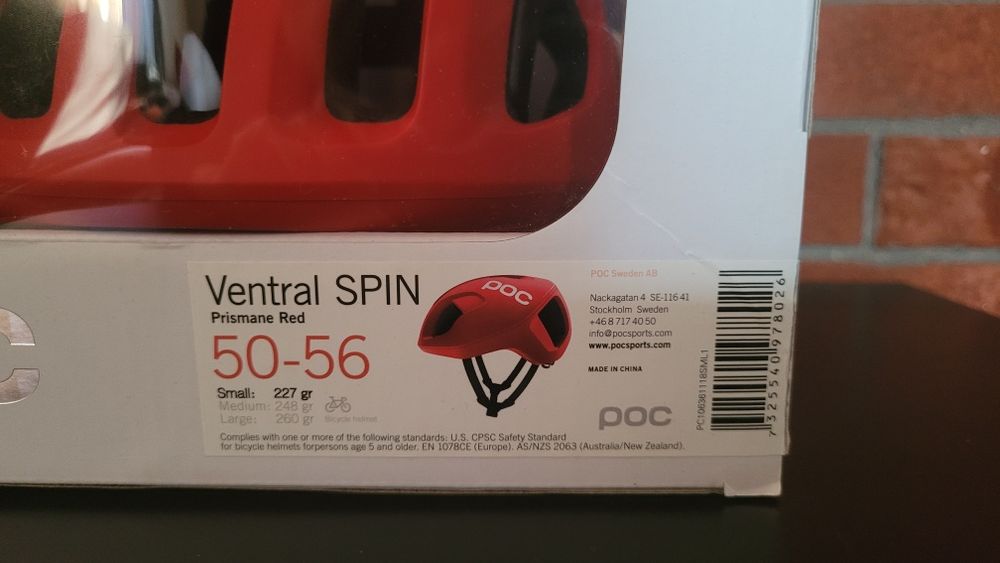 Ventral SPIN
Prismane Red
50-56
Small: 227 gr
Medium: 248 gr
Large: 260 gr
Bicycle helmet
Complies with one or more of the following standards: U.S. CPSC Safety Standard
for bicycle helmets forpersons age 5 and older. EN 1078CE (Europe). AS/NZS 2063 (Australia/New Zealand).
POC
POC Sweden AB
Nackagatan 4 SE-116 41
Stockholm Sweden
+46 8 717 40 50
info@pocsports.com
www.pocsports.com
MADE IN CHINA
POC
PC106361118SML1
7325540978026
C